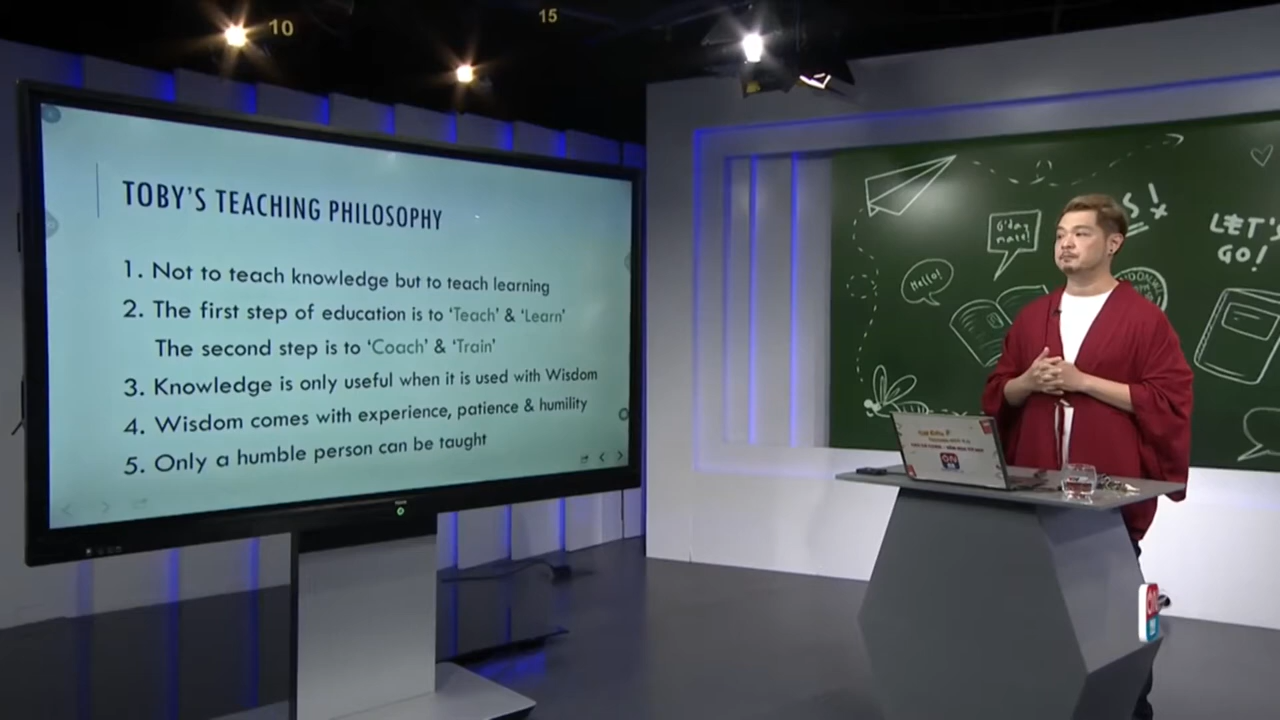 10
15
TOBY'S TEACHING PHILOSOPHY
1. Not to teach knowledge but to teach learning
2. The first step of education is to 'Teach' & 'Learn'
The second step is to 'Coach' & 'Train'
3. Knowledge is only useful when it is used with Wisdom
4. Wisdom comes with experience, patience & humility
5. Only a humble person can be taught
G'day
mate!
Hello!
LET'S
GO!
ON